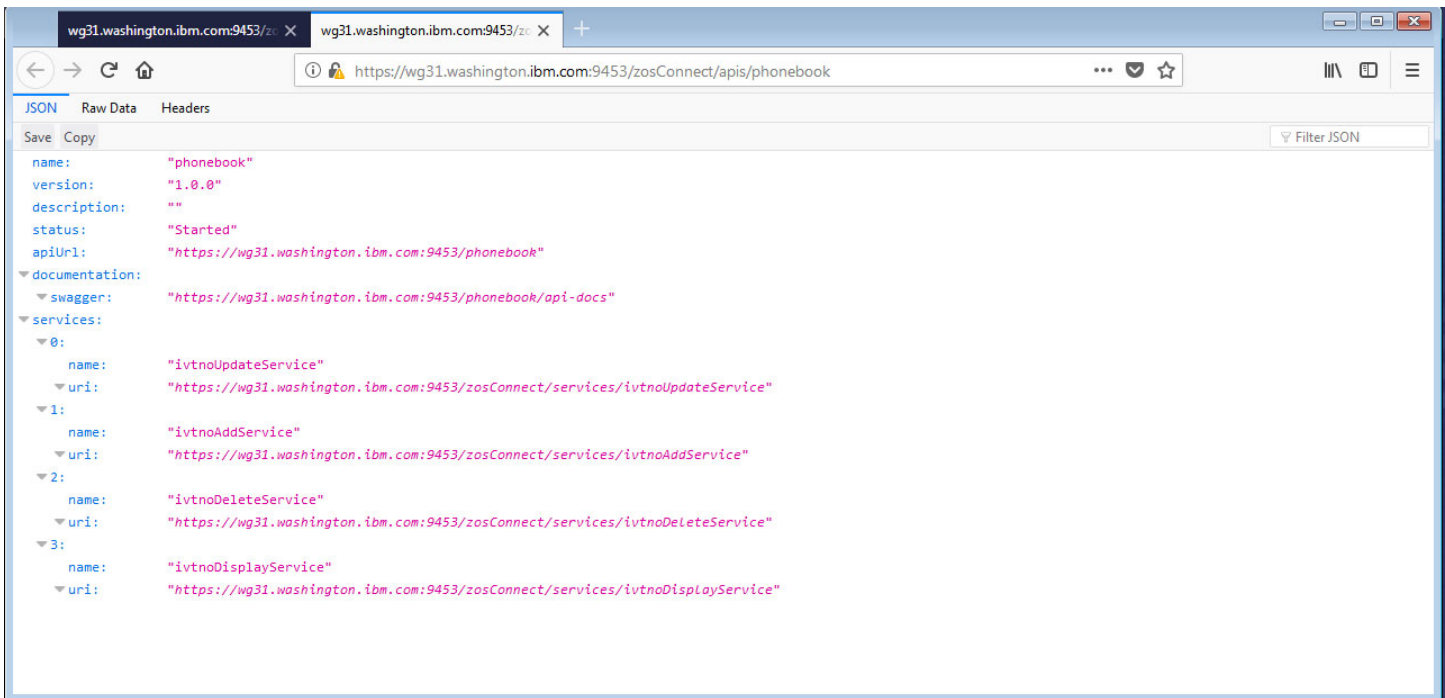 wg31.washington.ibm.com:9453/zc wg31.washington.ibm.com:9453/zc
https://wg31.washington.ibm.com:9453/zosConnect/apis/phonebook
JSON Raw Data Headers
Save Copy Filter JSON
name: "phonebook"
version: "1.0.0"
description: ""
status: "Started"
apiUrl: "https://wg31.washington.ibm.com:9453/phonebook"
documentation:
swagger: "https://wg31.washington.ibm.com:9453/phonebook/api-docs"
services:
0:
name: "ivtnoUpdateService"
uri: "https://wg31.washington.ibm.com:9453/zosConnect/services/ivtnoUpdateService"
1:
name: "ivtnoAddService"
uri: "https://wg31.washington.ibm.com:9453/zosConnect/services/ivtnoAddService"
2:
name: "ivtnoDeleteService"
uri: "https://wg31.washington.ibm.com:9453/zosConnect/services/ivtnoDeleteService"
3:
name: "ivtnoDisplayService"
uri: "https://wg31.washington.ibm.com:9453/zosConnect/services/ivtnoDisplayService"